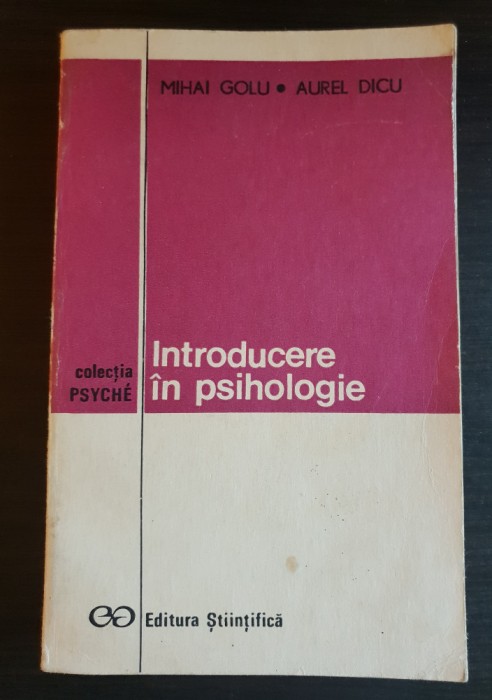 MIHAI GOLU • AUREL DICU
Introducere
în psihologie
colecția
PSYCHÉ
Editura Științifică